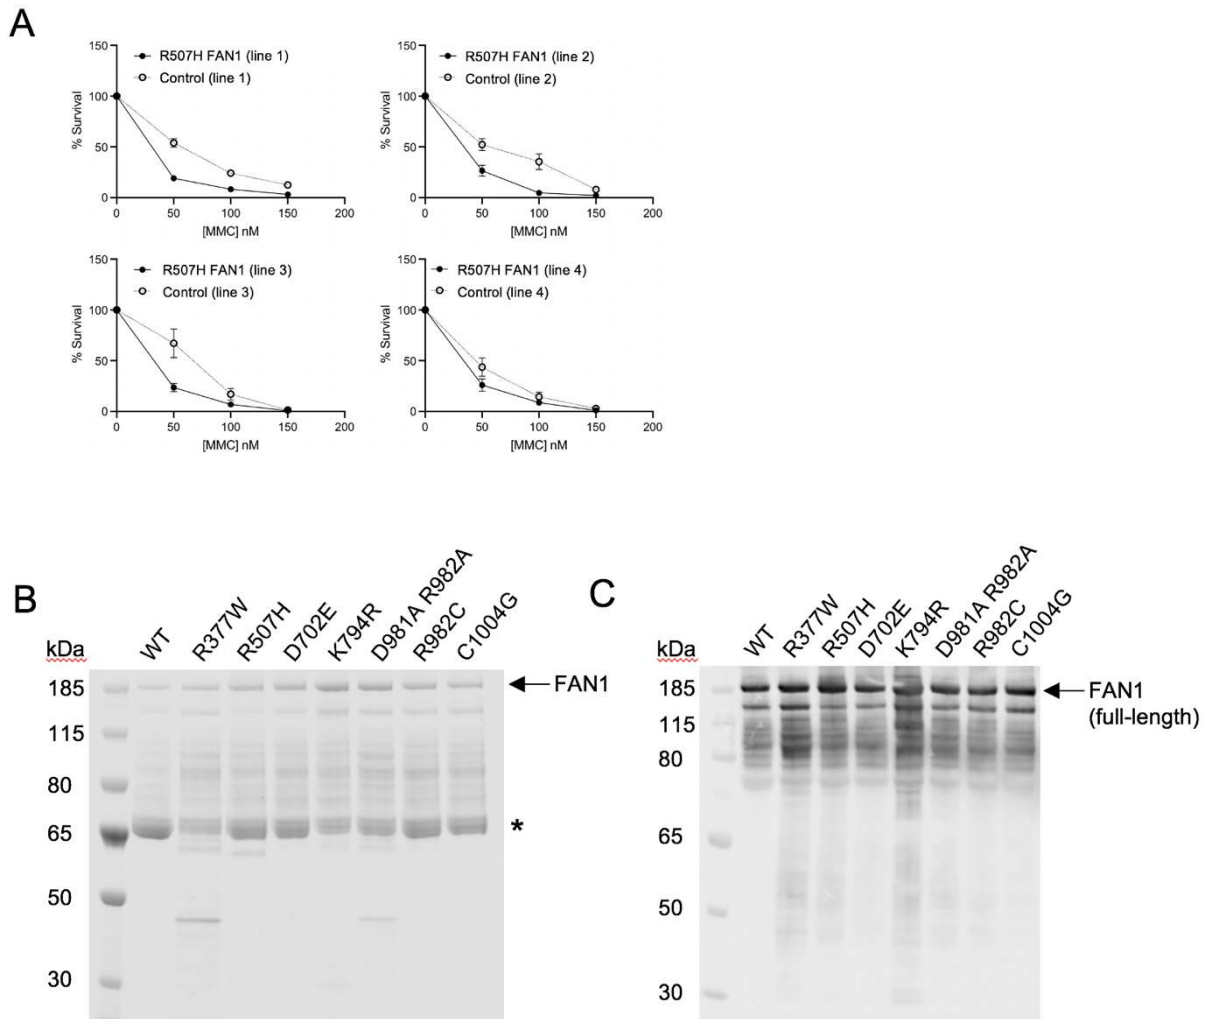 A
150
100
50
0
% Survival
R507H FAN1 (line 1)
Control (line 1)
0 50 100 150 200
[MMC] nM
150
100
50
0
% Survival
R507H FAN1 (line 2)
Control (line 2)
0 50 100 150 200
[MMC] nM
150
100
50
0
% Survival
R507H FAN1 (line 3)
Control (line 3)
0 50 100 150 200
[MMC] nM
150
100
50
0
% Survival
R507H FAN1 (line 4)
Control (line 4)
0 50 100 150 200
[MMC] nM
B
kDa
WT
R377W
R507H
D702E
K794R
D981A R982A
R982C
C1004G
185
115
80
65
50
30
FAN1
*
C
kDa
WT
R377W
R507H
D702E
K794R
D981A R982A
R982C
C1004G
185
115
80
65
50
30
FAN1
(full-length)